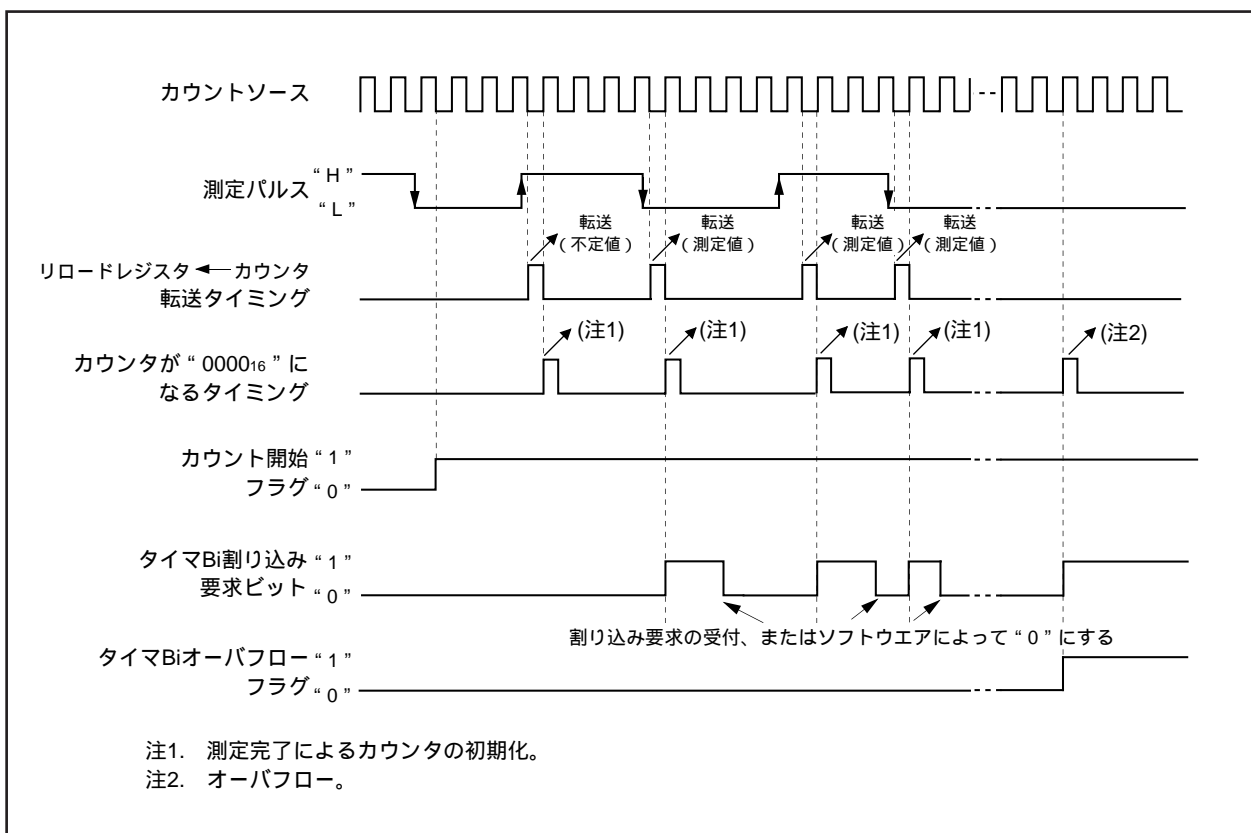 カウントソース
測定パルス
“ H ”
“ L ”
転送
( 不定値 )
転送
( 測定値 )
転送
( 測定値 )
転送
( 測定値 )
リロードレジスタ ← カウンタ
転送タイミング
(注1)
(注1)
(注1)
(注1)
(注2)
カウンタが “ 0000₁₆ ” に
なるタイミング
カウント開始 “ 1 ”
フラグ “ 0 ”
タイマBi割り込み “ 1 ”
要求ビット “ 0 ”
割り込み要求の受付、またはソフトウエアによって “ 0 ” にする
タイマBiオーバフロー “ 1 ”
フラグ “ 0 ”
注1. 測定完了によるカウンタの初期化。
注2. オーバフロー。